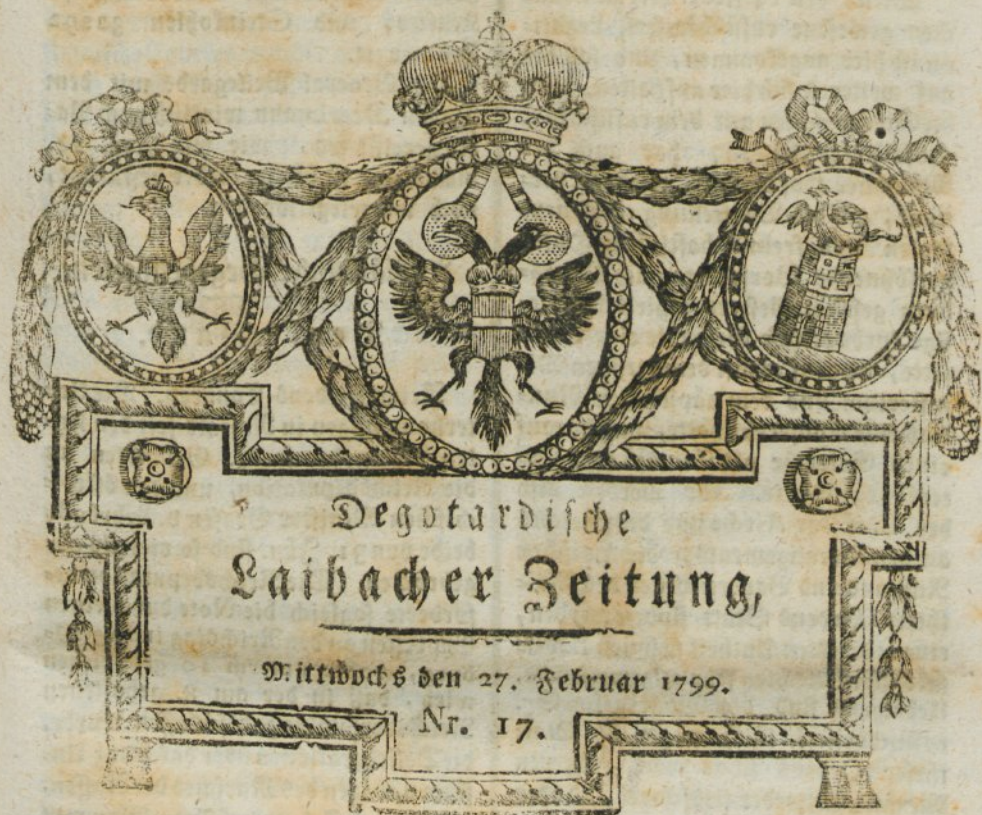 Degotardische
Laibacher Zeitung,
Mittwochs den 27. Februar 1799.
Nr. 17.